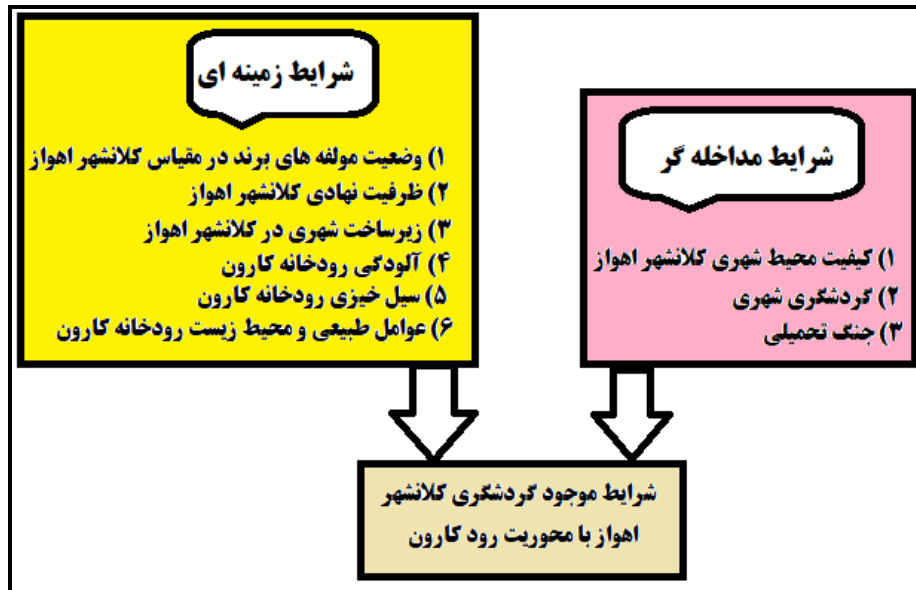 شرایط زمینه ای
۱) وضعیت مولفه های برند در مقیاس کلانشهر اهواز
۲) ظرفیت نهادی کلانشهر اهواز
۳) زیرساخت شهری در کلانشهر اهواز
۴) آلودگی رودخانه کارون
۵) سیل خیزی رودخانه کارون
۶) عوامل طبیعی و محیط زیست رودخانه کارون
شرایط مداخله گر
۱) کیفیت محیط شهری کلانشهر اهواز
۲) گردشگری شهری
۳) جنگ تحمیلی
شرایط موجود گردشگری کلانشهر
اهواز با محوریت رود کارون